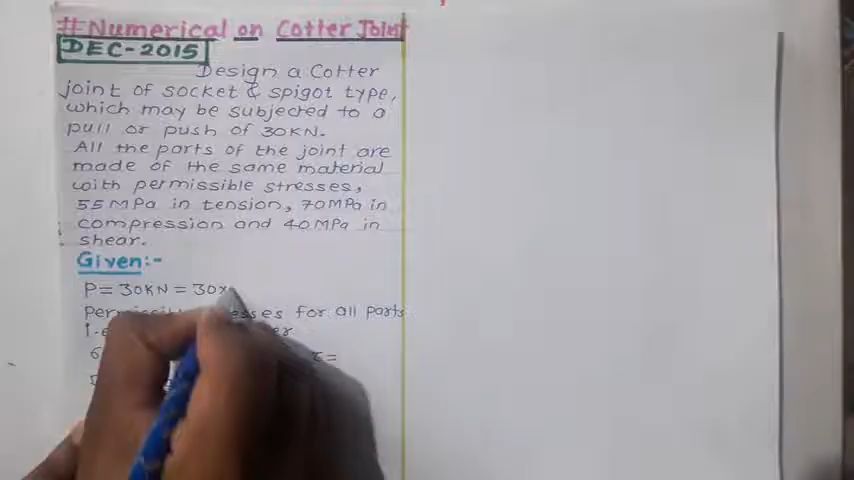 #Numerical on Cotter Joint
DEC-2015
Design a Cotter
joint of socket & spigot type,
which may be subjected to a
pull or push of 30KN.
All the parts of the joint are
made of the same material
with permissible stresses,
55MPa in tension, 70MPa in
compression and 40MPa in
shear.
Given:-
P = 30KN = 30x
for all parts
τ =